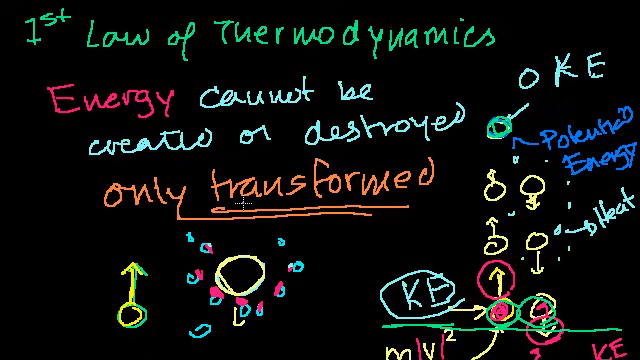 1st Law of Thermodynamics
Energy cannot be
created or destroyed
only transformed
0 KE
Potential
Energy
Heat
KE
m|v|²
KE